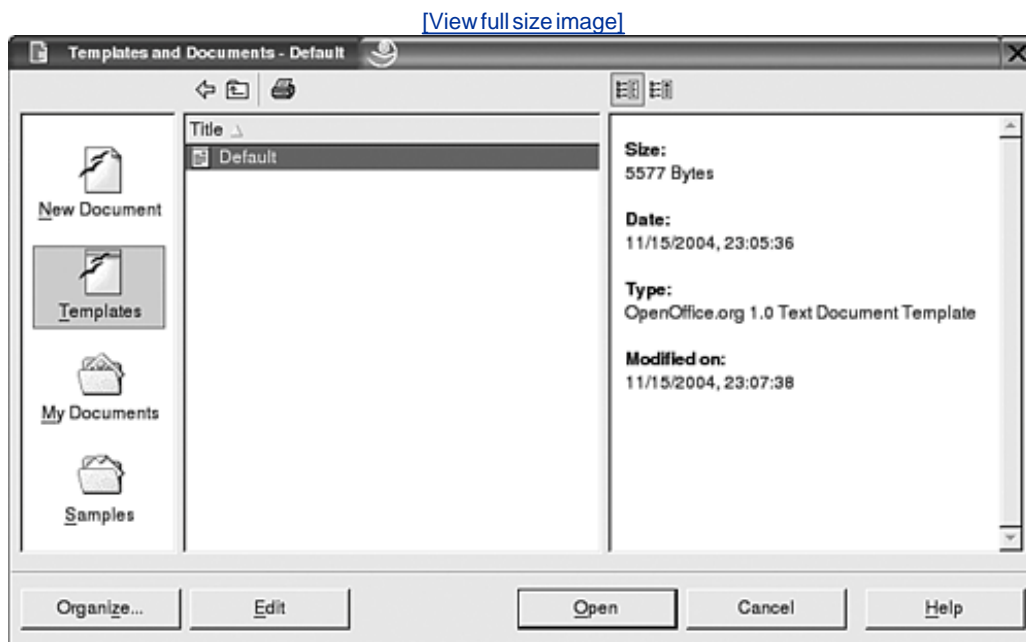 [View full size image]
Templates and Documents - Default
Title
Default
New Document
Templates
My Documents
Samples
Size:
5577 Bytes
Date:
11/15/2004, 23:05:36
Type:
OpenOffice.org 1.0 Text Document Template
Modified on:
11/15/2004, 23:07:38
Organize...
Edit
Open
Cancel
Help